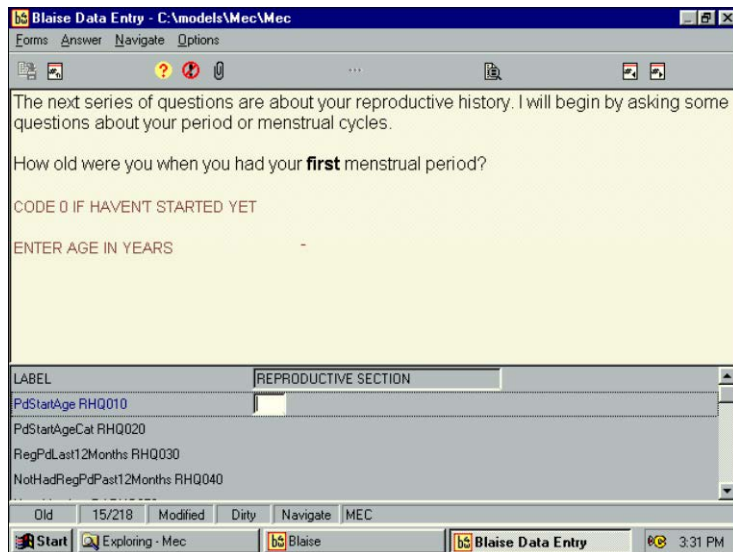 Blaise Data Entry - C:\models\Mec\Mec
Forms Answer Navigate Options
The next series of questions are about your reproductive history. I will begin by asking some
questions about your period or menstrual cycles.
How old were you when you had your first menstrual period?
CODE 0 IF HAVEN'T STARTED YET
ENTER AGE IN YEARS
LABEL REPRODUCTIVE SECTION
PdStartAge RHQ010
PdStartAgeCat RHQ020
RegPdLast12Months RHQ030
NotHadRegPdPast12Months RHQ040
Old 15/218 Modified Dirty Navigate MEC
Start Exploring - Mec Blaise Blaise Data Entry 3:31 PM